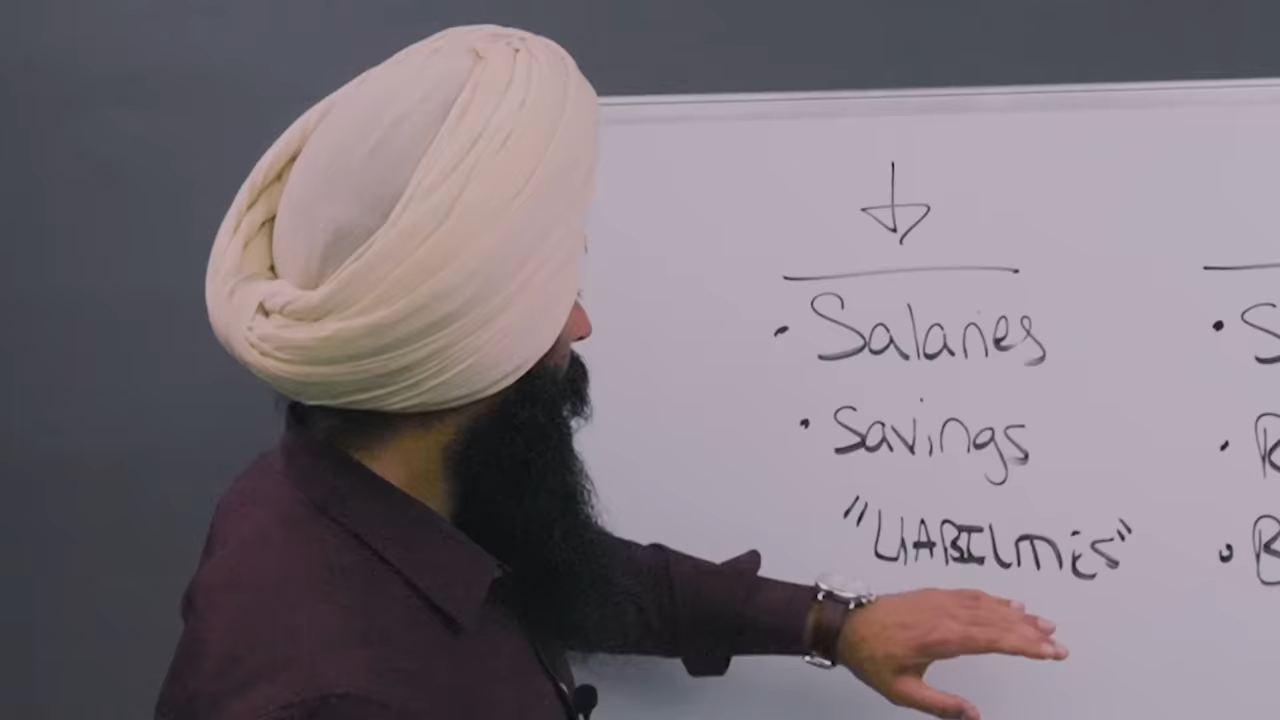 • Salaries
• Savings
"LIABILITIES"
• S
• R
• B